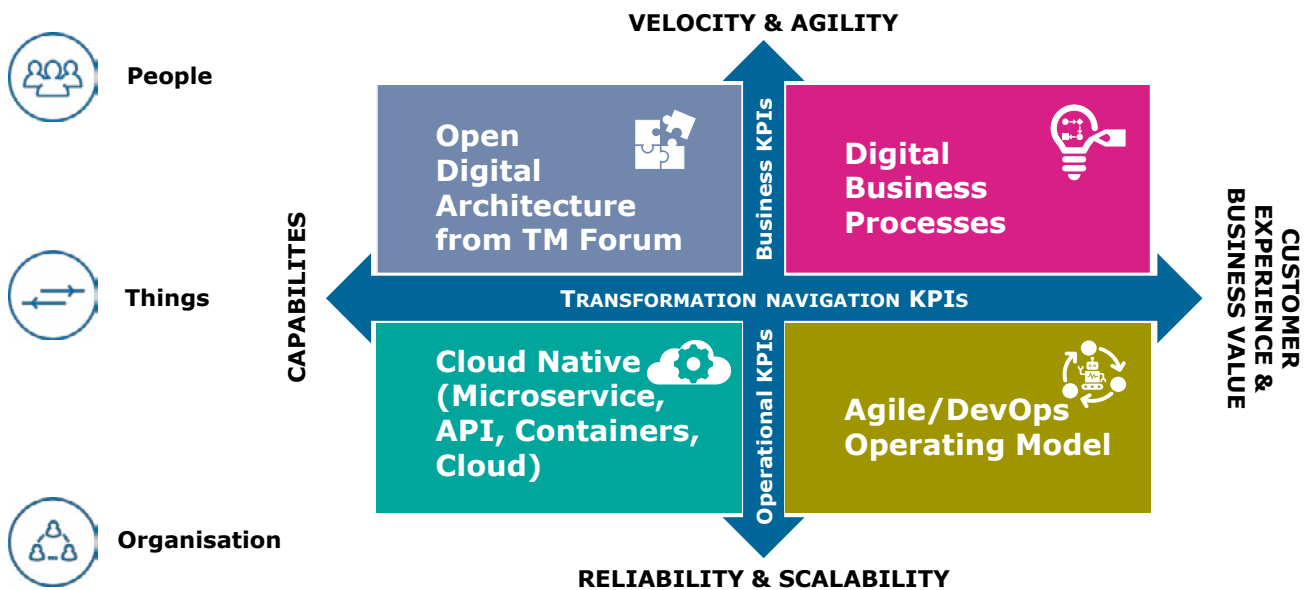 VELOCITY & AGILITY
People
Things
Organisation
CAPABILITES
Open
Digital
Architecture
from TM Forum
Business KPIs
Digital
Business
Processes
TRANSFORMATION NAVIGATION KPIs
Cloud Native
(Microservice,
API, Containers,
Cloud)
Operational KPIs
Agile/DevOps
Operating Model
CUSTOMER
EXPERIENCE &
BUSINESS VALUE
RELIABILITY & SCALABILITY